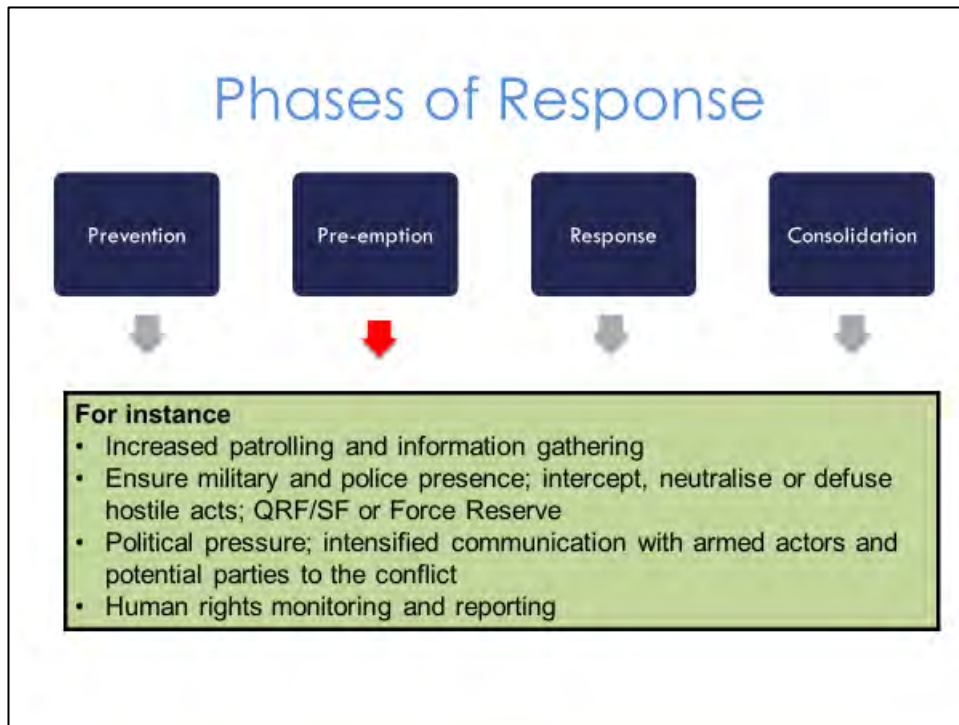 Phases of Response
Prevention
Pre-emption
Response
Consolidation
For instance
• Increased patrolling and information gathering
• Ensure military and police presence; intercept, neutralise or defuse
hostile acts; QRF/SF or Force Reserve
• Political pressure; intensified communication with armed actors and
potential parties to the conflict
• Human rights monitoring and reporting